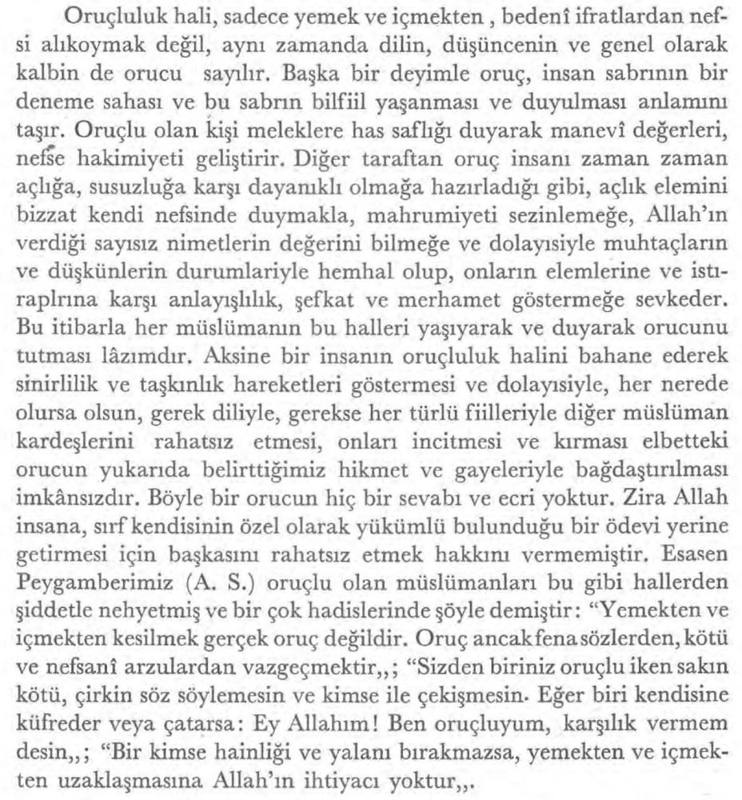 Oruçluluk hali, sadece yemek ve içmekten , bedenî ifratlardan nef-
si alıkoymak değil, aynı zamanda dilin, düşüncenin ve genel olarak
kalbin de orucu sayılır. Başka bir deyimle oruç, insan sabrının bir
deneme sahası ve bu sabrın bilfiil yaşanması ve duyulması anlamını
taşır. Oruçlu olan kişi meleklere has saflığı duyarak manevî değerleri,
nefse hakimiyeti geliştirir. Diğer taraftan oruç insanı zaman zaman
açlığa, susuzluğa karşı dayanıklı olmağa hazırladığı gibi, açlık elemini
bizzat kendi nefsinde duymakla, mahrumiyeti sezinlemeğe, Allah’ın
verdiği sayısız nimetlerin değerini bilmeğe ve dolayısiyle muhtaçların
ve düşkünlerin durumlariyle hemhal olup, onların elemlerine ve ıstı-
raplrına karşı anlayışlılık, şefkat ve merhamet göstermeğe sevkeder.
Bu itibarla her müslümanın bu halleri yaşıyarak ve duyarak orucunu
tutması lâzımdır. Aksine bir insanın oruçluluk halini bahane ederek
sinirlilik ve taşkınlık hareketleri göstermesi ve dolayısiyle, her nerede
olursa olsun, gerek diliyle, gerekse her türlü fiilleriyle diğer müslüman
kardeşlerini rahatsız etmesi, onları incitmesi ve kırması elbetteki
orucun yukarıda belirttiğimiz hikmet ve gayeleriyle bağdaştırılması
imkânsızdır. Böyle bir orucun hiç bir sevabı ve ecri yoktur. Zira Allah
insana, sırf kendisinin özel olarak yükümlü bulunduğu bir ödevi yerine
getirmesi için başkasını rahatsız etmek hakkını vermemiştir. Esasen
Peygamberimiz (A. S.) oruçlu olan müslümanları bu gibi hallerden
şiddetle nehyetmiş ve bir çok hadislerinde şöyle demiştir: “Yemekten ve
içmekten kesilmek gerçek oruç değildir. Oruç ancak fena sözlerden, kötü
ve nefsanî arzulardan vazgeçmektir,,; “Sizden biriniz oruçlu iken sakın
kötü, çirkin söz söylemesin ve kimse ile çekişmesin. Eğer biri kendisine
küfreder veya çatarsa: Ey Allahım! Ben oruçluyum, karşılık vermem
desin,,; “Bir kimse hainliği ve yalanı bırakmazsa, yemekten ve içmek-
ten uzaklaşmasına Allah’ın ihtiyacı yoktur,,.